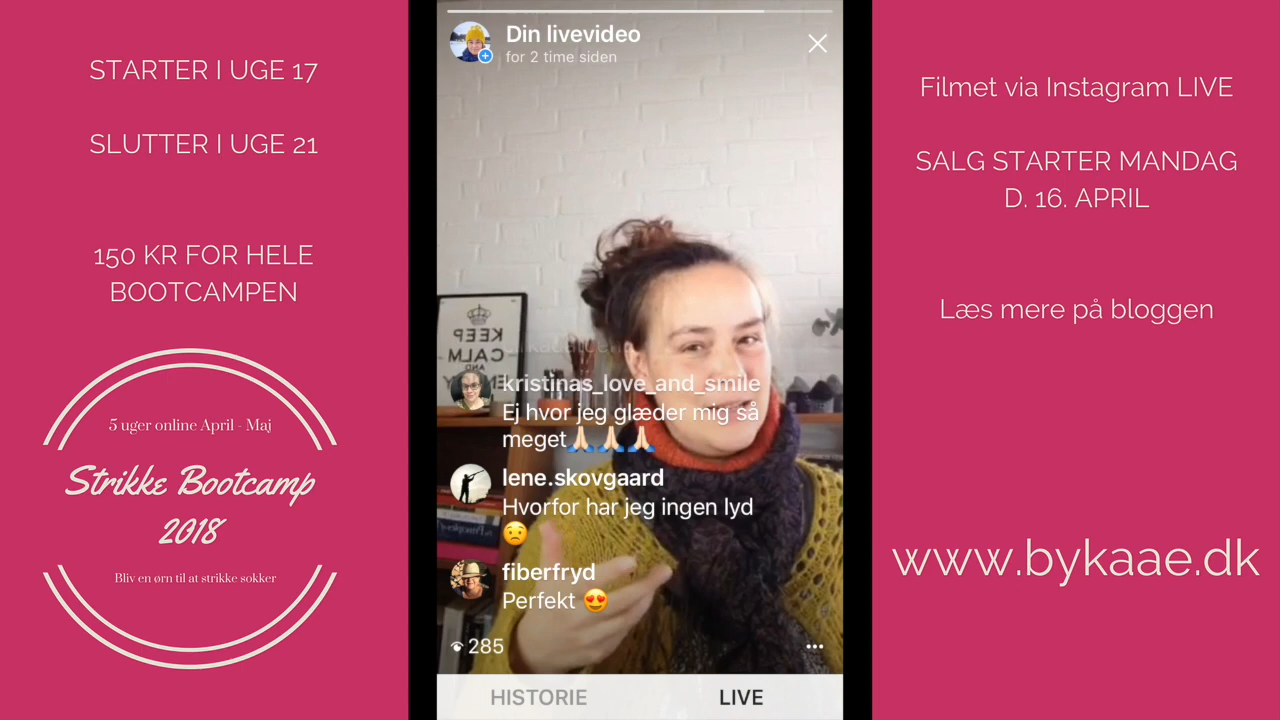 STARTER I UGE 17
SLUTTER I UGE 21
150 KR FOR HELE
BOOTCAMPEN
5 uger online April - Maj
Strikke Bootcamp
2018
Bliv en ørn til at strikke sokker
Din livevideo
for 2 time siden
KEEP
CALM
AND
kristinas_love_and_smile
Ej hvor jeg glæder mig så
meget🙏🏻🙏🏻🙏🏻
lene.skovgaard
Hvorfor har jeg ingen lyd
😟
fiberfryd
Perfekt 😍
285
HISTORIE
LIVE
Filmet via Instagram LIVE
SALG STARTER MANDAG
D. 16. APRIL
Læs mere på bloggen
www.bykaae.dk